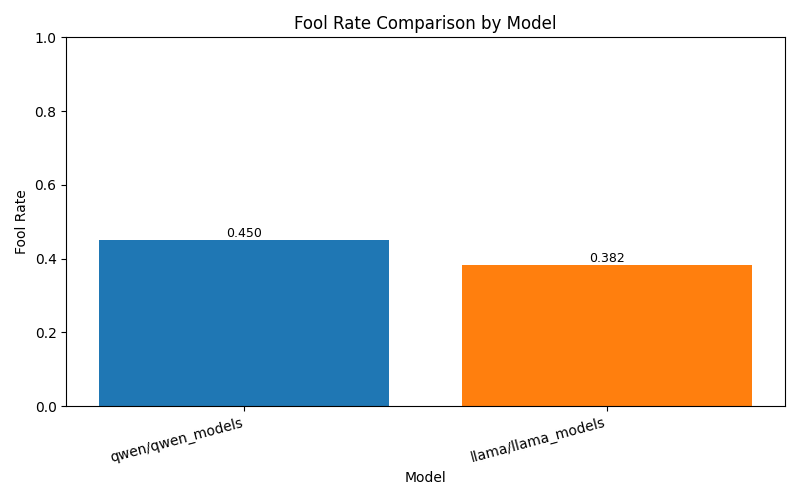 Fool Rate Comparison by Model
1.0
0.8
0.6
0.4
0.2
0.0
Fool Rate
0.450
0.382
qwen/qwen_models
llama/llama_models
Model